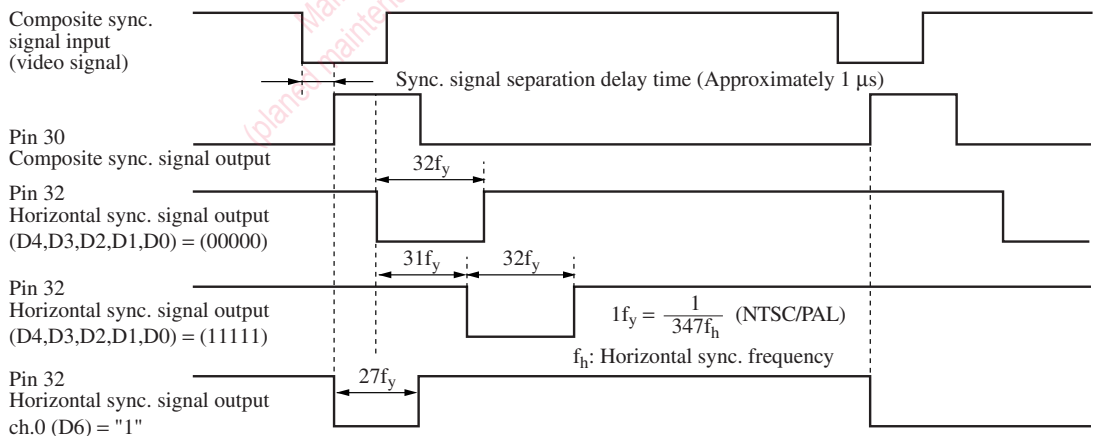 Composite sync.
signal input
(video signal)
Sync. signal separation delay time (Approximately 1 μs)
Pin 30
Composite sync. signal output
32fy
Pin 32
Horizontal sync. signal output
(D4,D3,D2,D1,D0) = (00000)
31fy
32fy
Pin 32
Horizontal sync. signal output
(D4,D3,D2,D1,D0) = (11111)
1fy = 1/347fh (NTSC/PAL)
fh: Horizontal sync. frequency
Pin 32
Horizontal sync. signal output
ch.0 (D6) = "1"
27fy
(planed